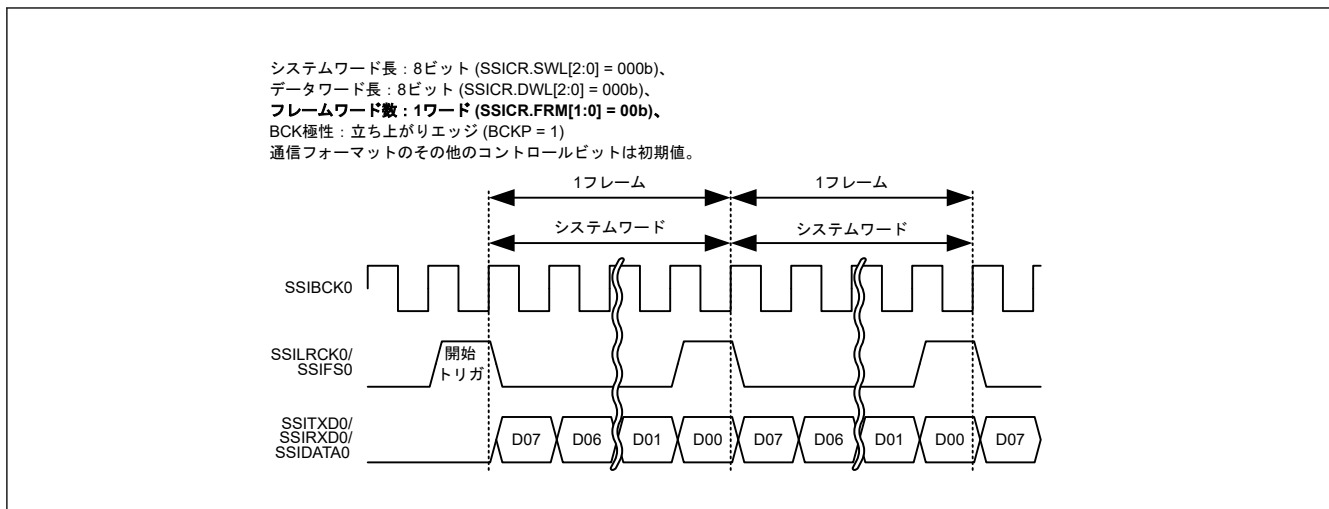 システムワード長：8ビット (SSICR.SWL[2:0] = 000b)、
データワード長：8ビット (SSICR.DWL[2:0] = 000b)、
フレームワード数：1ワード (SSICR.FRM[1:0] = 00b)、
BCK極性：立ち上がりエッジ (BCKP = 1)
通信フォーマットのその他のコントロールビットは初期値。
1フレーム 1フレーム
システムワード システムワード
SSIBCK0
SSILRCK0/
SSIFS0
開始
トリガ
SSITXD0/
SSIRXD0/
SSIDATA0
D07 D06 D01 D00 D07 D06 D01 D00 D07